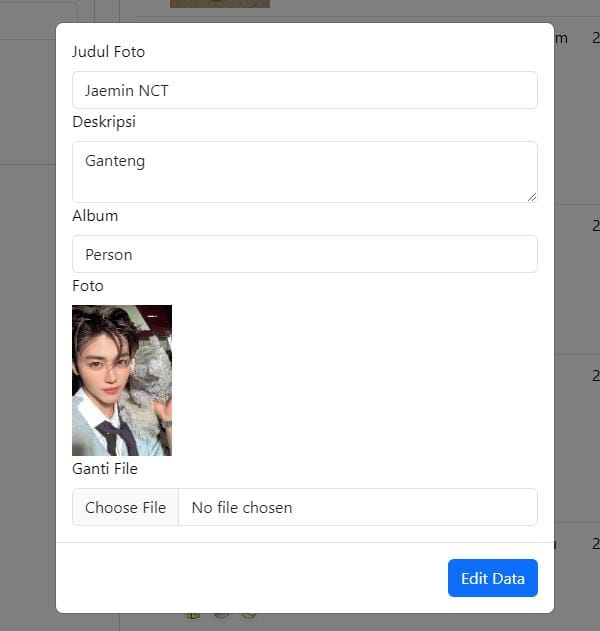 Judul Foto
Jaemin NCT
Deskripsi
Ganteng
Album
Person
Foto
Ganti File
Choose File No file chosen
Edit Data